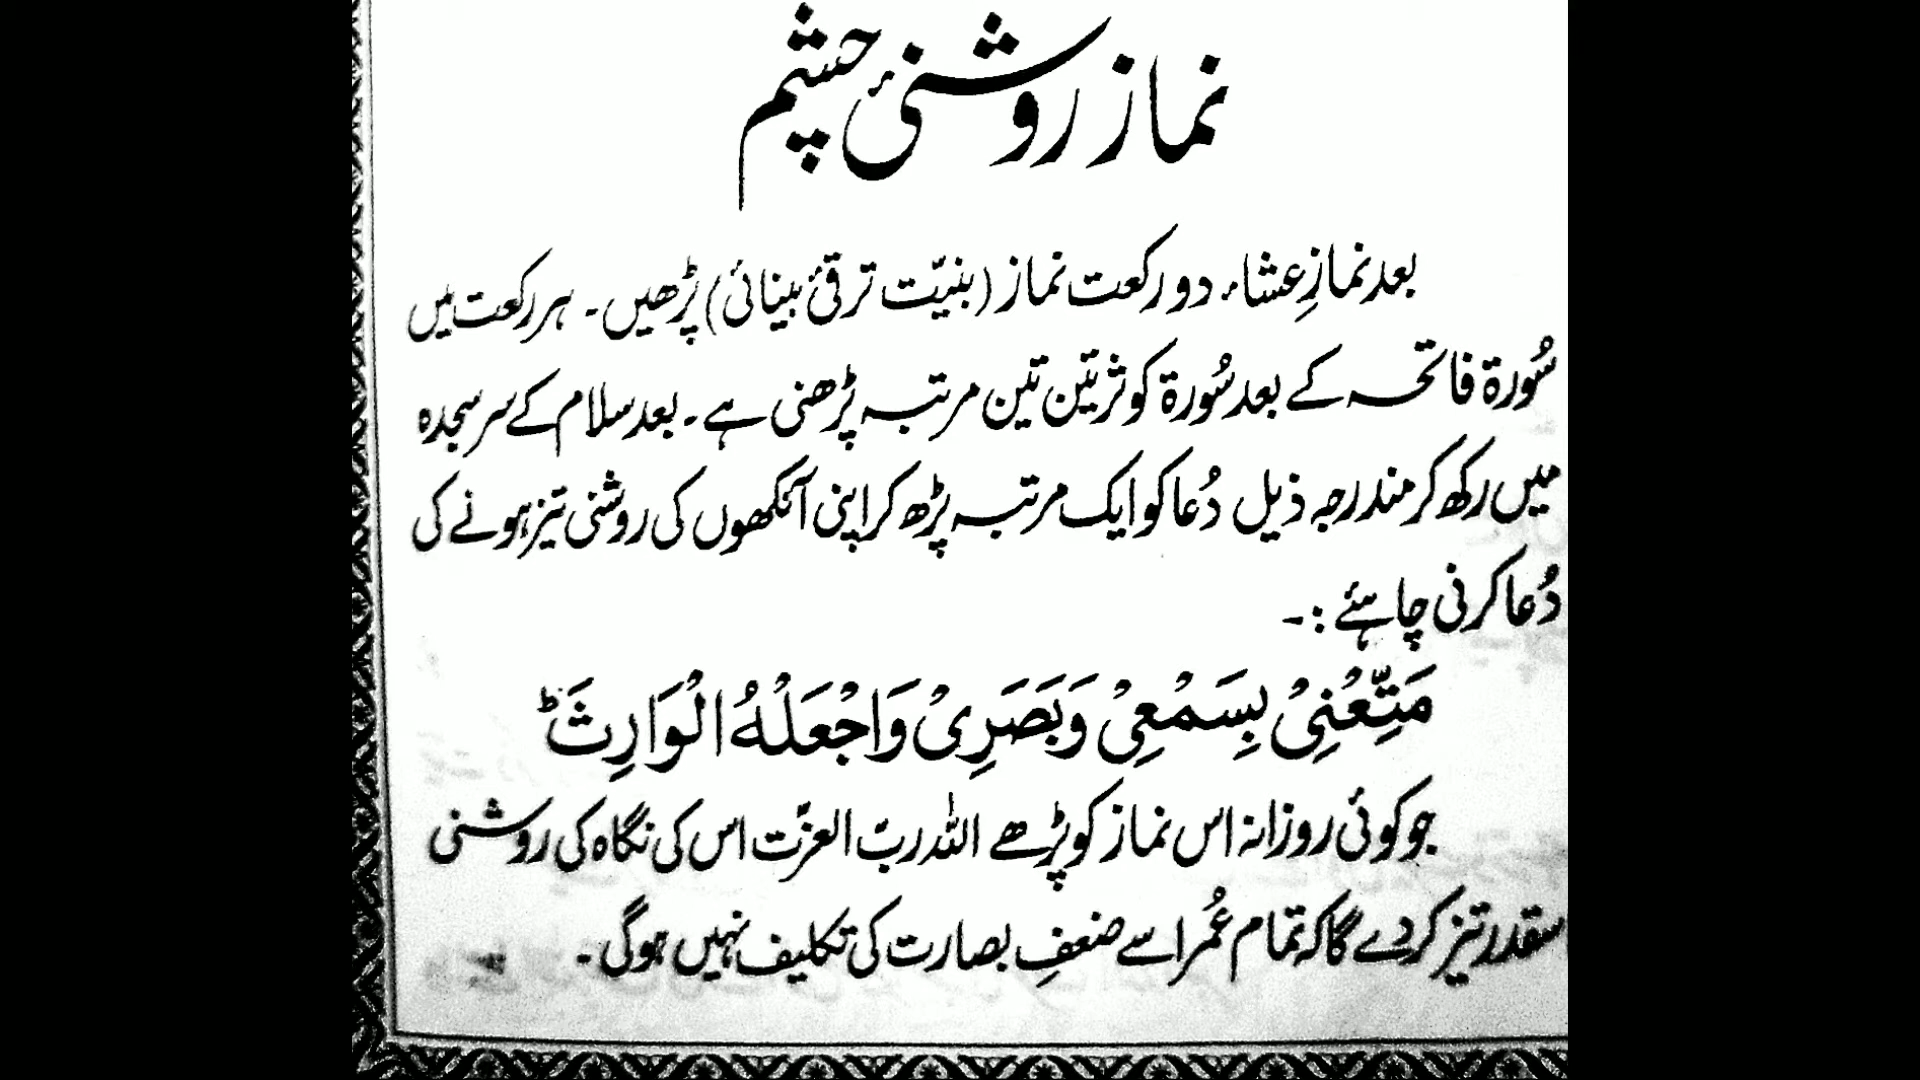 نماز روشنیٔ چشم
بعد نمازِ عشاء دو رکعت نماز (بنیّت ترقیٔ بینائی) پڑھیں۔ ہر رکعت میں
سُورۃ فاتحہ کے بعد سُورۃ کوثر تین تین مرتبہ پڑھنی ہے۔ بعد سلام کے سر سجدہ
میں رکھ کر مندرجہ ذیل دُعا کو ایک مرتبہ پڑھ کر اپنی آنکھوں کی روشنی تیز ہونے کی
دُعا کرنی چاہئے :۔
مَتِّعْنِیْ بِسَمْعِیْ وَبَصَرِیْ وَاجْعَلْهُ الْوَارِثَ ؕ
جو کوئی روزانہ اس نماز کو پڑھے اللہ ربّ العزّت اس کی نگاہ کی روشنی
سقدر تیز کر دے گا کہ تمام عُمر اسے ضعفِ بصارت کی تکلیف نہیں ہوگی۔